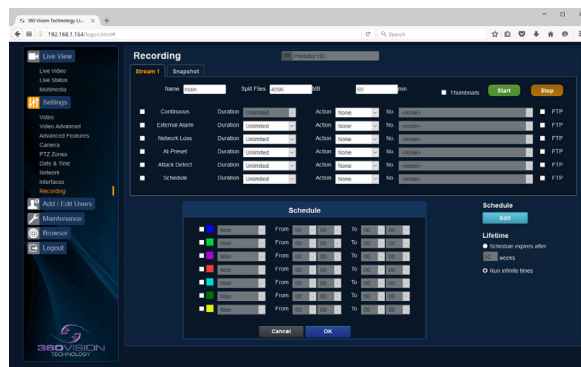 360 Vision Technology Li...
192.168.1.154/logon.html#
Search
Live View
Live Video
Live Status
Multimedia
Settings
Video
Video Advanced
Advanced Features
Camera
PTZ Zones
Date & Time
Network
Interfaces
Recording
Add / Edit Users
Maintenance
Browser
Logout
360VISION
TECHNOLOGY
Recording
Predator HD
Stream 1 Snapshot
Name main Split Files 4096 MB 60 min Thumbnails Start Stop
Continuous Duration Unlimited Action None No <none> FTP
External Alarm Duration Unlimited Action None No <none> FTP
Network Loss Duration Unlimited Action None No <none> FTP
At-Preset Duration Unlimited Action None No <none> FTP
Attack Detect Duration Unlimited Action None No <none> FTP
Schedule Duration Unlimited Action None No <none> FTP
Schedule
Mon From 00 00 To 00 00
Mon From 00 00 To 00 00
Mon From 00 00 To 00 00
Mon From 00 00 To 00 00
Mon From 00 00 To 00 00
Mon From 00 00 To 00 00
Mon From 00 00 To 00 00
Cancel OK
Schedule
Edit
Lifetime
Schedule expires after
52 weeks
Run infinite times